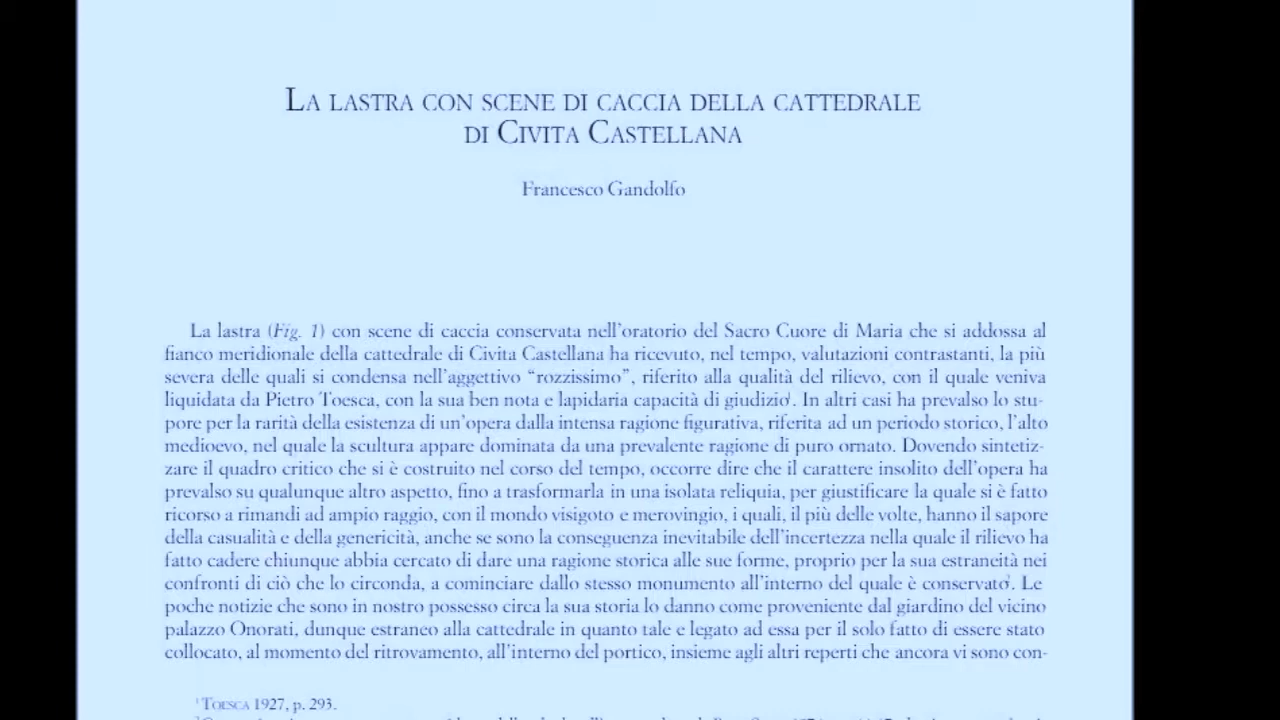 LA LASTRA CON SCENE DI CACCIA DELLA CATTEDRALE
DI CIVITA CASTELLANA
Francesco Gandolfo
La lastra (Fig. 1) con scene di caccia conservata nell'oratorio del Sacro Cuore di Maria che si addossa al
fianco meridionale della cattedrale di Civita Castellana ha ricevuto, nel tempo, valutazioni contrastanti, la più
severa delle quali si condensa nell'aggettivo “rozzissimo”, riferito alla qualità del rilievo, con il quale veniva
liquidata da Pietro Toesca, con la sua ben nota e lapidaria capacità di giudizio¹. In altri casi ha prevalso lo stu-
pore per la rarità della esistenza di un'opera dalla intensa ragione figurativa, riferita ad un periodo storico, l'alto
medioevo, nel quale la scultura appare dominata da una prevalente ragione di puro ornato. Dovendo sintetiz-
zare il quadro critico che si è costruito nel corso del tempo, occorre dire che il carattere insolito dell'opera ha
prevalso su qualunque altro aspetto, fino a trasformarla in una isolata reliquia, per giustificare la quale si è fatto
ricorso a rimandi ad ampio raggio, con il mondo visigoto e merovingio, i quali, il più delle volte, hanno il sapore
della casualità e della genericità, anche se sono la conseguenza inevitabile dell'incertezza nella quale il rilievo ha
fatto cadere chiunque abbia cercato di dare una ragione storica alle sue forme, proprio per la sua estraneità nei
confronti di ciò che lo circonda, a cominciare dallo stesso monumento all'interno del quale è conservato². Le
poche notizie che sono in nostro possesso circa la sua storia lo danno come proveniente dal giardino del vicino
palazzo Onorati, dunque estraneo alla cattedrale in quanto tale e legato ad essa per il solo fatto di essere stato
collocato, al momento del ritrovamento, all'interno del portico, insieme agli altri reperti che ancora vi sono con-
¹ TOESCA 1927, p. 293.